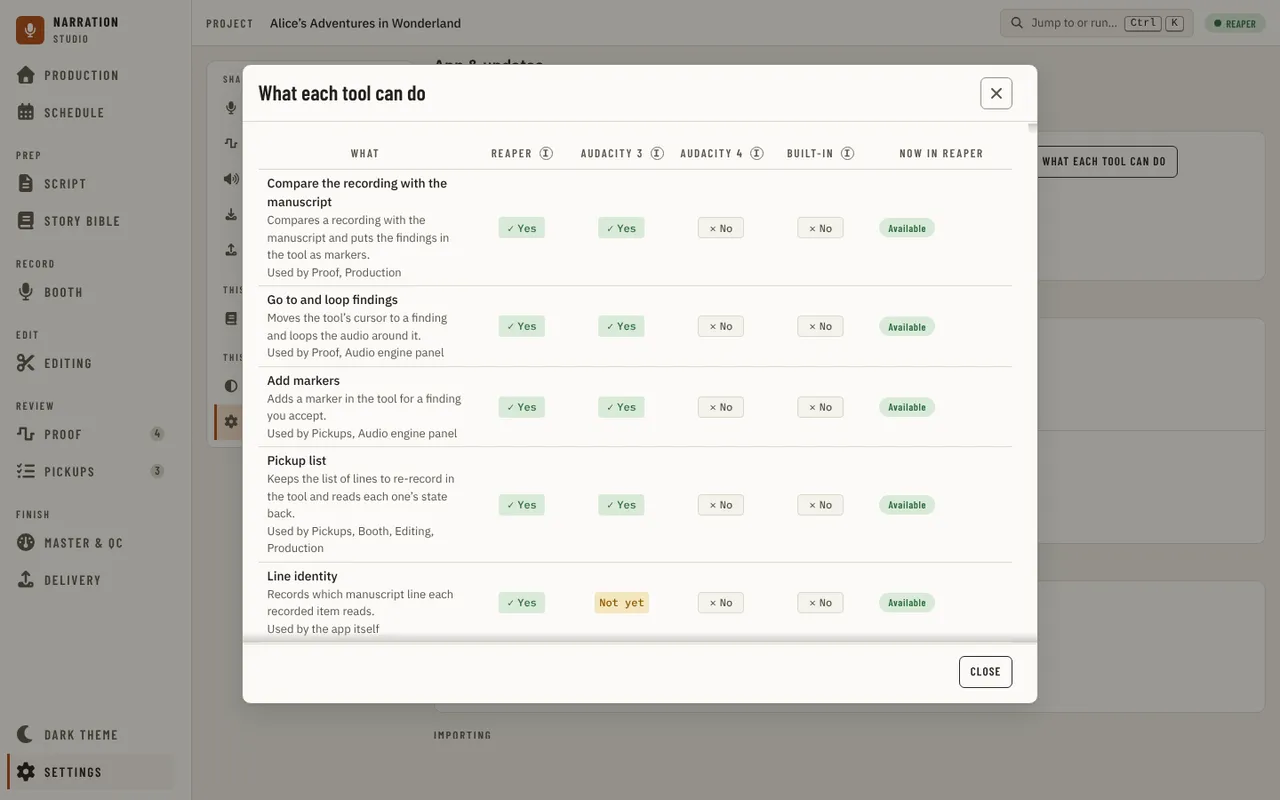 NARRATION
STUDIO
PRODUCTION
SCHEDULE
PREP
SCRIPT
STORY BIBLE
RECORD
BOOTH
EDIT
EDITING
REVIEW
PROOF 4
PICKUPS 3
FINISH
MASTER & QC
DELIVERY
DARK THEME
SETTINGS
PROJECT Alice's Adventures in Wonderland
Jump to or run... Ctrl K
REAPER
SHA
THIS
THIS
What each tool can do
WHAT REAPER AUDACITY 3 AUDACITY 4 BUILT-IN NOW IN REAPER
Compare the recording with the
manuscript
Compares a recording with the
manuscript and puts the findings in
the tool as markers.
Used by Proof, Production
✓ Yes ✓ Yes × No × No Available
Go to and loop findings
Moves the tool's cursor to a finding
and loops the audio around it.
Used by Proof, Audio engine panel
✓ Yes ✓ Yes × No × No Available
Add markers
Adds a marker in the tool for a finding
you accept.
Used by Pickups, Audio engine panel
✓ Yes ✓ Yes × No × No Available
Pickup list
Keeps the list of lines to re-record in
the tool and reads each one's state
back.
Used by Pickups, Booth, Editing,
Production
✓ Yes ✓ Yes × No × No Available
Line identity
Records which manuscript line each
recorded item reads.
Used by the app itself
✓ Yes Not yet × No × No Available
CLOSE
WHAT EACH TOOL CAN DO
IMPORTING